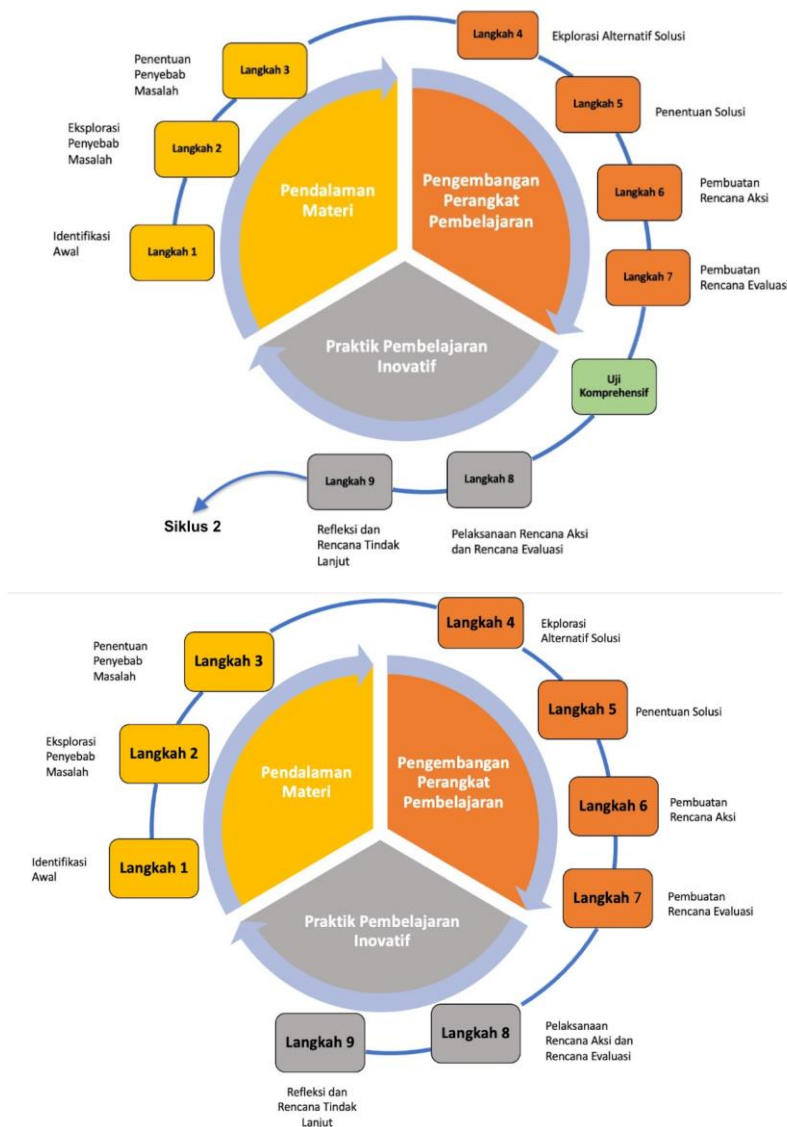 Langkah 1
Identifikasi
Awal
Langkah 2
Eksplorasi
Penyebab
Masalah
Langkah 3
Penentuan
Penyebab
Masalah
Langkah 4
Ekplorasi Alternatif Solusi
Langkah 5
Penentuan Solusi
Langkah 6
Pembuatan
Rencana Aksi
Langkah 7
Pembuatan
Rencana Evaluasi
Uji
Komprehensif
Langkah 8
Pelaksanaan Rencana Aksi
dan Rencana Evaluasi
Langkah 9
Refleksi dan
Rencana Tindak
Lanjut
Siklus 2
Pendalaman
Materi
Pengembangan
Perangkat
Pembelajaran
Praktik Pembelajaran
Inovatif
Langkah 1
Identifikasi
Awal
Langkah 2
Eksplorasi
Penyebab
Masalah
Langkah 3
Penentuan
Penyebab
Masalah
Langkah 4
Ekplorasi
Alternatif Solusi
Langkah 5
Penentuan Solusi
Langkah 6
Pembuatan
Rencana Aksi
Langkah 7
Pembuatan
Rencana Evaluasi
Langkah 8
Pelaksanaan
Rencana Aksi dan
Rencana Evaluasi
Langkah 9
Refleksi dan
Rencana Tindak
Lanjut
Pendalaman
Materi
Pengembangan
Perangkat
Pembelajaran
Praktik Pembelajaran
Inovatif